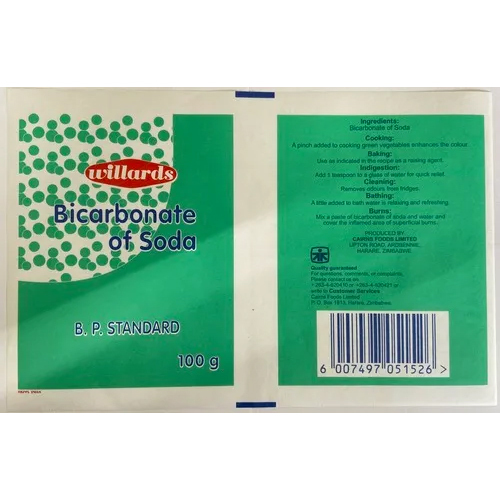 willards
Bicarbonate
of Soda
B. P. STANDARD
100 g
Ingredients:
Bicarbonate of Soda
Cooking:
A pinch added to cooking green vegetables enhances the colour.
Baking:
Use as indicated in the recipe as a raising agent.
Indigestion:
Add ½ teaspoon to a glass of water for quick relief.
Cleaning:
Removes odours from fridges.
Bathing:
A little added to bath water is relaxing and refreshing.
Burns:
Mix a paste of bicarbonate of soda and water and
cover the inflamed area of superficial burns.
PRODUCED BY
CAIRNS FOODS LIMITED
UPTON ROAD, ARDBENNIE,
HARARE, ZIMBABWE.
Quality guaranteed
For questions, comments, or complaints,
Please contact us on:
write to Customer Services
Cairns Foods Limited
P. O. Box 1813, Harare, Zimbabwe.
6 007497 051526 >